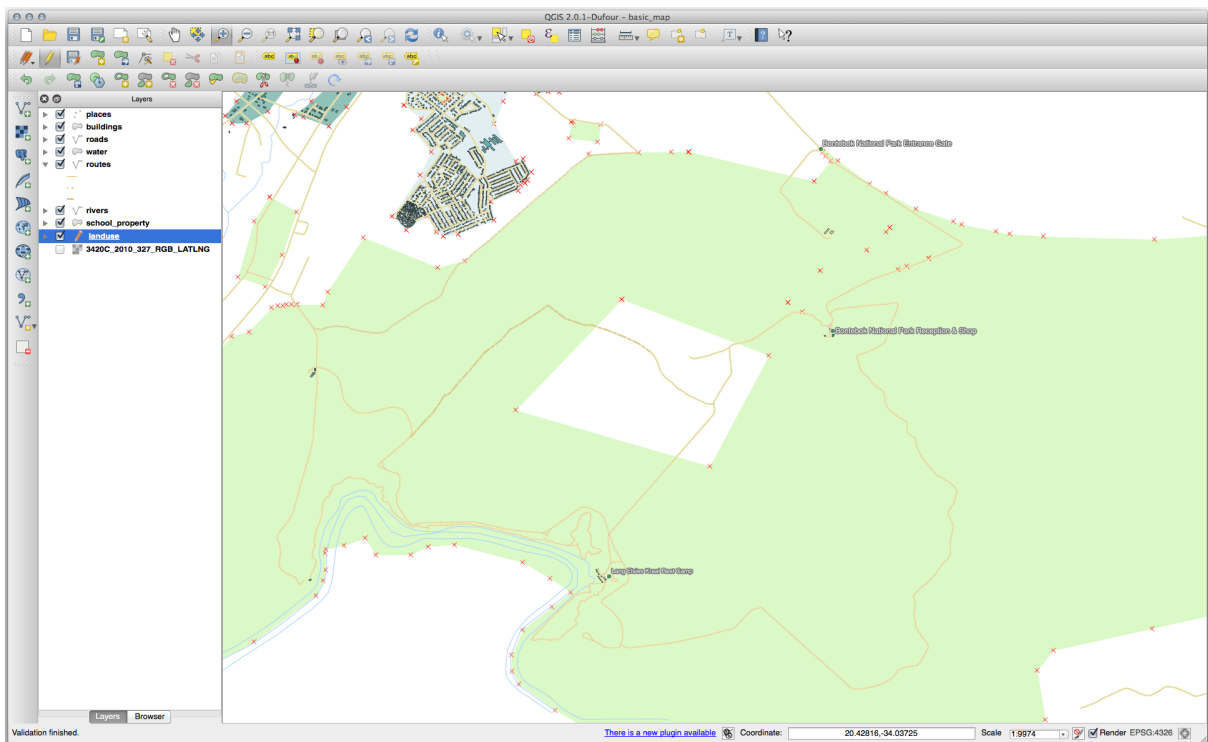 QGIS 2.0.1-Dufour - basic_map
Layers
places
buildings
roads
water
routes
rivers
school_property
landuse
3420C_2010_327_RGB_LATLNG
Bontebok National Park Entrance Gate
Bontebok National Park Reception & Shop
Lang Elsies Kraal Rest Camp
Layers Browser
Validation finished. There is a new plugin available Coordinate: 20.42816,-34.03725 Scale 1:9974 Render EPSG:4326